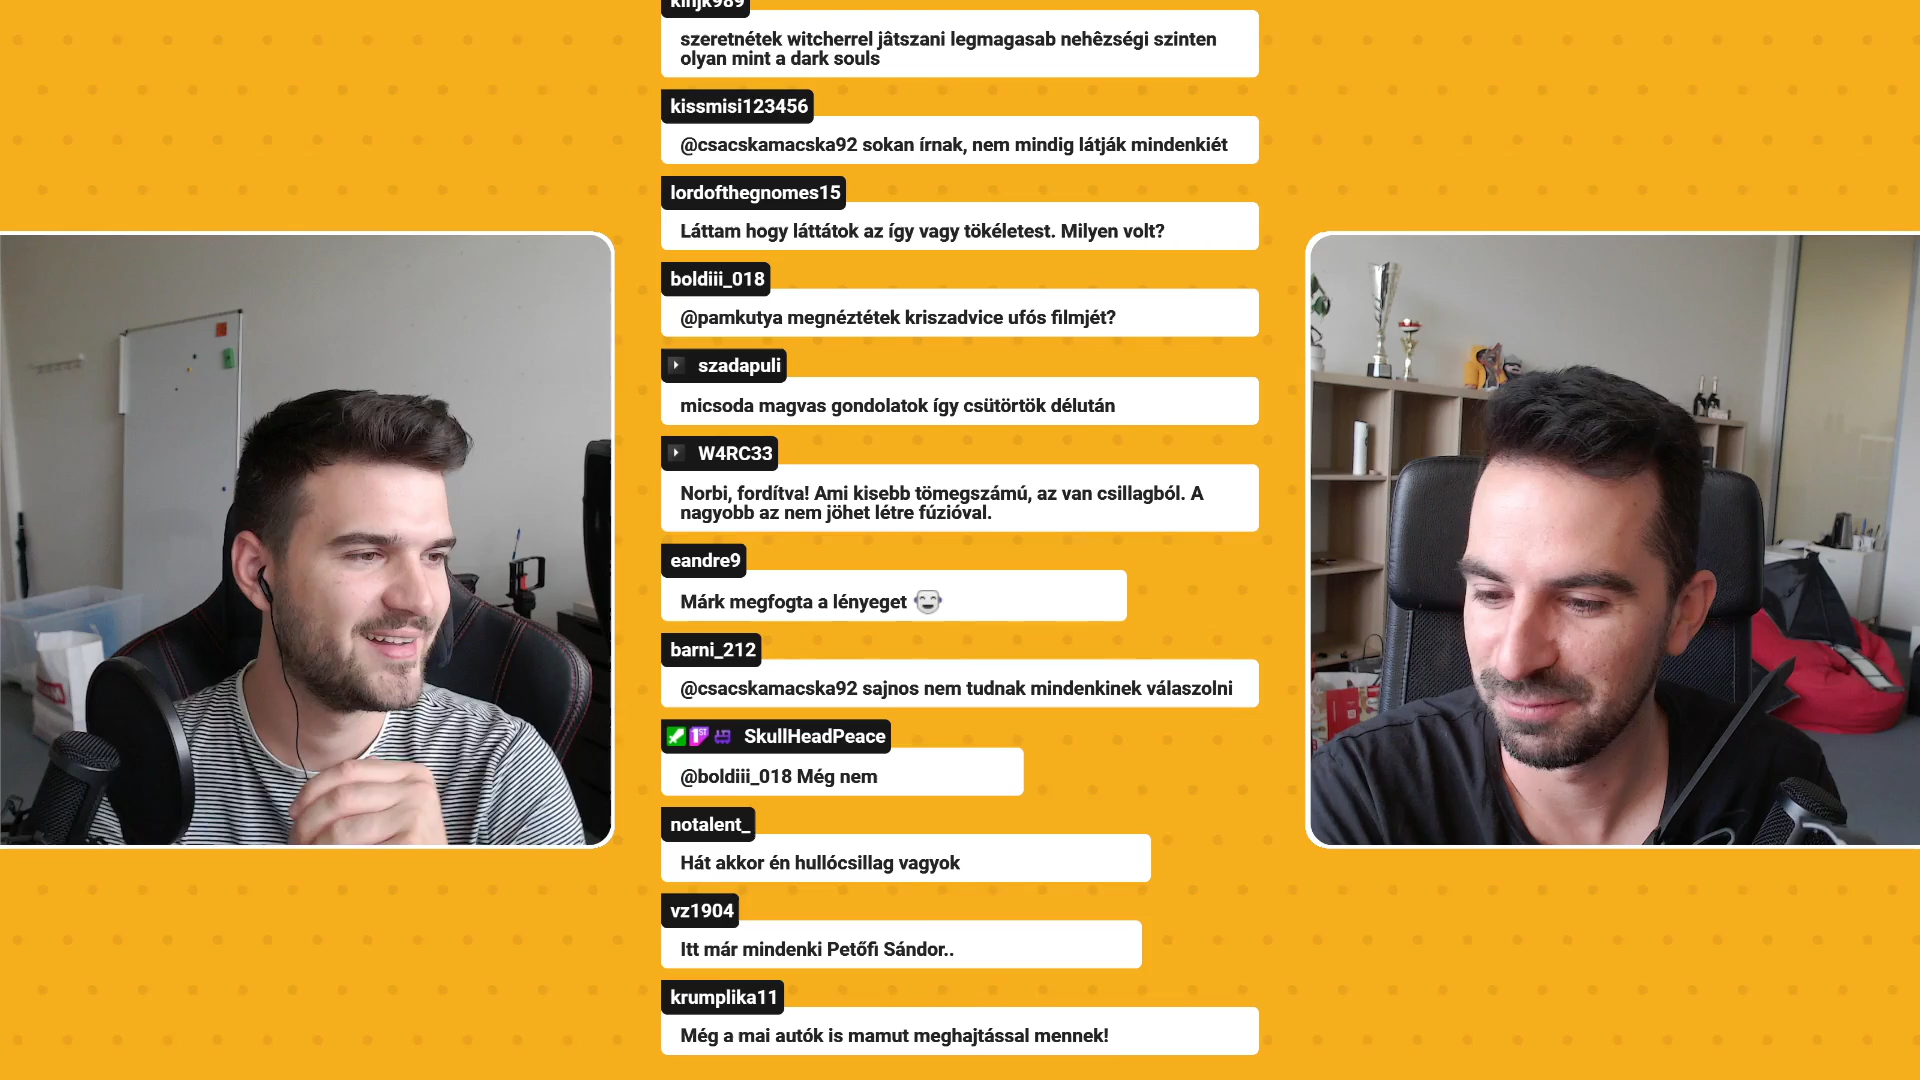 kinjk989
szeretnétek witcherrel jâtszani legmagasab nehêzségi szinten
olyan mint a dark souls
kissmisi123456
@csacskamacska92 sokan írnak, nem mindig látják mindenkiét
lordofthegnomes15
Láttam hogy láttátok az így vagy tökéletest. Milyen volt?
boldiii_018
@pamkutya megnéztétek kriszadvice ufós filmjét?
szadapuli
micsoda magvas gondolatok így csütörtök délután
W4RC33
Norbi, fordítva! Ami kisebb tömegszámú, az van csillagból. A
nagyobb az nem jöhet létre fúzióval.
eandre9
Márk megfogta a lényeget
barni_212
@csacskamacska92 sajnos nem tudnak mindenkinek válaszolni
1ST SkullHeadPeace
@boldiii_018 Még nem
notalent_
Hát akkor én hullócsillag vagyok
vz1904
Itt már mindenki Petőfi Sándor..
krumplika11
Még a mai autók is mamut meghajtással mennek!